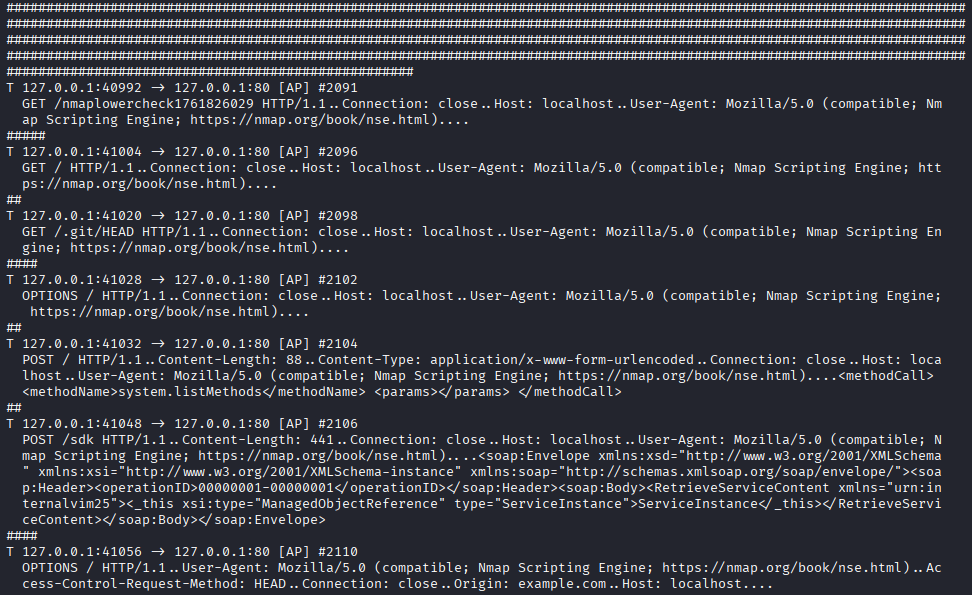 ########################################################################################################################
########################################################################################################################
########################################################################################################################
########################################################################################################################
###################################################
T 127.0.0.1:40992 -> 127.0.0.1:80 [AP] #2091
  GET /nmaplowercheck1761826029 HTTP/1.1..Connection: close..Host: localhost..User-Agent: Mozilla/5.0 (compatible; Nm
  ap Scripting Engine; https://nmap.org/book/nse.html)....
#####
T 127.0.0.1:41004 -> 127.0.0.1:80 [AP] #2096
  GET / HTTP/1.1..Connection: close..Host: localhost..User-Agent: Mozilla/5.0 (compatible; Nmap Scripting Engine; htt
  ps://nmap.org/book/nse.html)....
##
T 127.0.0.1:41020 -> 127.0.0.1:80 [AP] #2098
  GET /.git/HEAD HTTP/1.1..Connection: close..Host: localhost..User-Agent: Mozilla/5.0 (compatible; Nmap Scripting En
  gine; https://nmap.org/book/nse.html)....
####
T 127.0.0.1:41028 -> 127.0.0.1:80 [AP] #2102
  OPTIONS / HTTP/1.1..Connection: close..Host: localhost..User-Agent: Mozilla/5.0 (compatible; Nmap Scripting Engine;
   https://nmap.org/book/nse.html)....
##
T 127.0.0.1:41032 -> 127.0.0.1:80 [AP] #2104
  POST / HTTP/1.1..Content-Length: 88..Content-Type: application/x-www-form-urlencoded..Connection: close..Host: loca
  lhost..User-Agent: Mozilla/5.0 (compatible; Nmap Scripting Engine; https://nmap.org/book/nse.html)....<methodCall>
  <methodName>system.listMethods</methodName> <params></params> </methodCall>
##
T 127.0.0.1:41048 -> 127.0.0.1:80 [AP] #2106
  POST /sdk HTTP/1.1..Content-Length: 441..Connection: close..Host: localhost..User-Agent: Mozilla/5.0 (compatible; N
  map Scripting Engine; https://nmap.org/book/nse.html)....<soap:Envelope xmlns:xsd="http://www.w3.org/2001/XMLSchema
  " xmlns:xsi="http://www.w3.org/2001/XMLSchema-instance" xmlns:soap="http://schemas.xmlsoap.org/soap/envelope/"><soa
  p:Header><operationID>00000001-00000001</operationID></soap:Header><soap:Body><RetrieveServiceContent xmlns="urn:in
  ternalvim25"><_this xsi:type="ManagedObjectReference" type="ServiceInstance">ServiceInstance</_this></RetrieveServi
  ceContent></soap:Body></soap:Envelope>
####
T 127.0.0.1:41056 -> 127.0.0.1:80 [AP] #2110
  OPTIONS / HTTP/1.1..User-Agent: Mozilla/5.0 (compatible; Nmap Scripting Engine; https://nmap.org/book/nse.html)..Ac
  cess-Control-Request-Method: HEAD..Connection: close..Origin: example.com..Host: localhost....